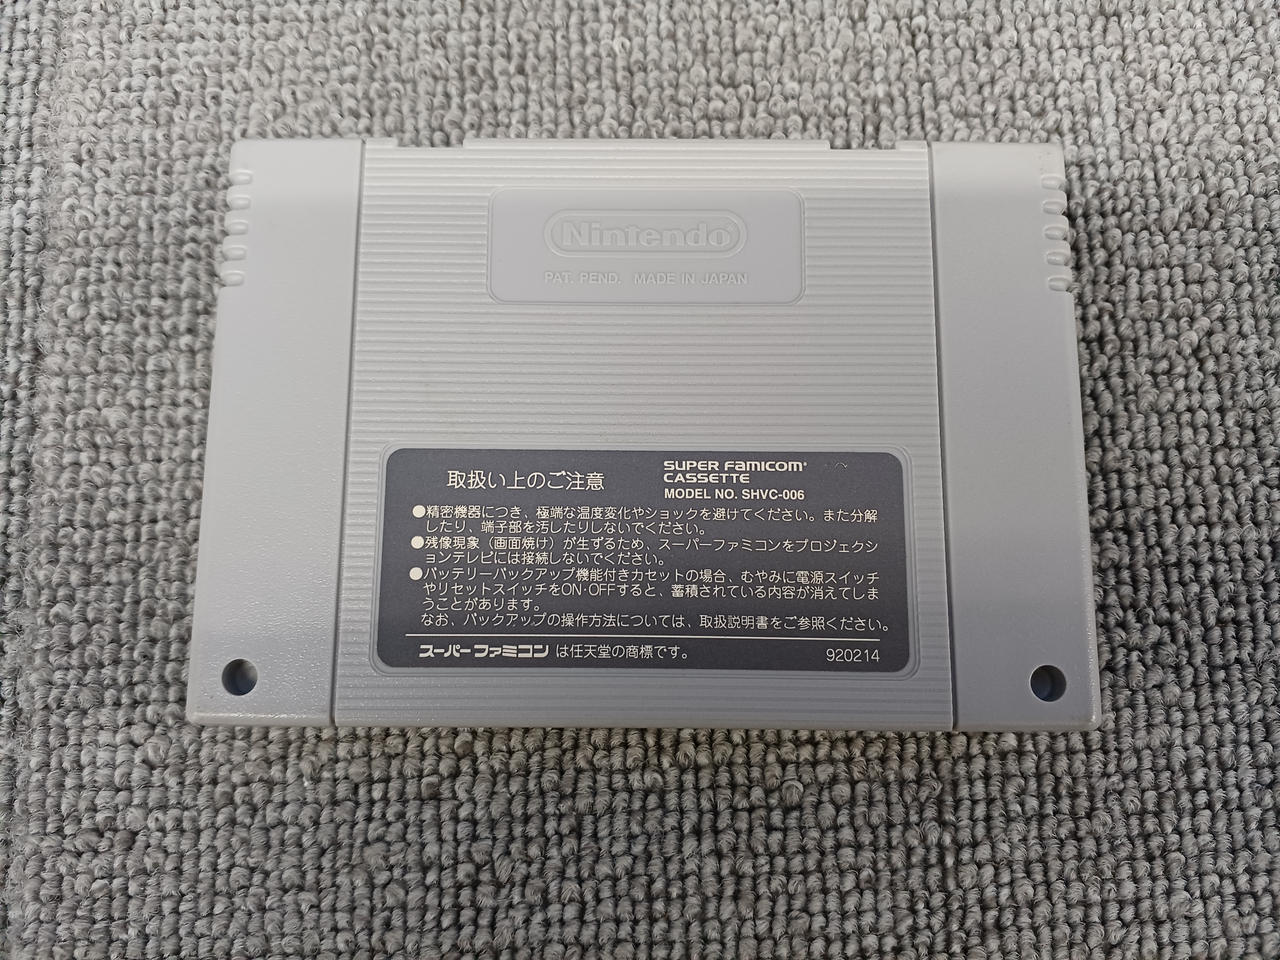 Nintendo
PAT. PEND. MADE IN JAPAN
取扱い上のご注意
SUPER FAMICOM
CASSETTE
MODEL NO. SHVC-006
●精密機器につき、極端な温度変化やショックを避けてください。また分解
したり、端子部を汚したりしないでください。
●残像現象（画面焼け）が生ずるため、スーパーファミコンをプロジェクシ
ョンテレビには接続しないでください。
●バッテリーバックアップ機能付きカセットの場合、むやみに電源スイッチ
やリセットスイッチをON·OFFすると、蓄積されている内容が消えてしま
うことがあります。
なお、バックアップの操作方法については、取扱説明書をご参照ください。
スーパーファミコン は任天堂の商標です。
920214